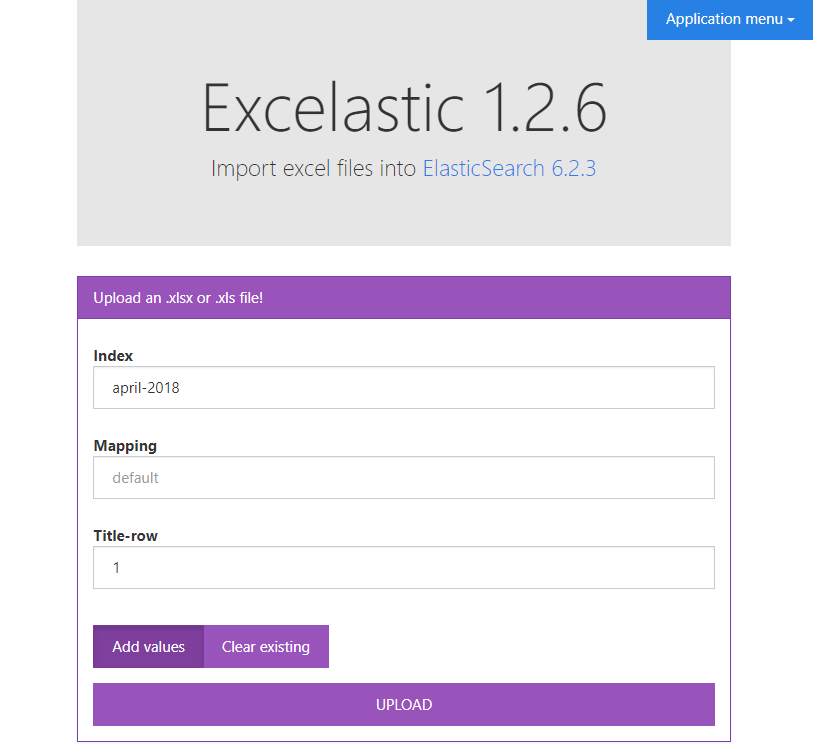 Application menu
Excelastic 1.2.6
Import excel files into ElasticSearch 6.2.3
Upload an .xlsx or .xls file!
Index
april-2018
Mapping
default
Title-row
1
Add values Clear existing
UPLOAD